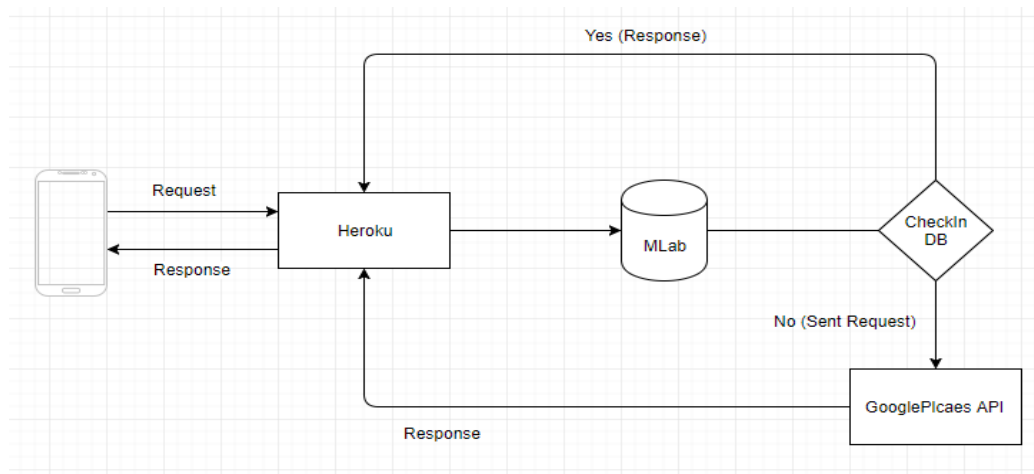 Yes (Response)
Request
Heroku
Response
MLab
CheckIn
DB
No (Sent Request)
GooglePlcaes API
Response